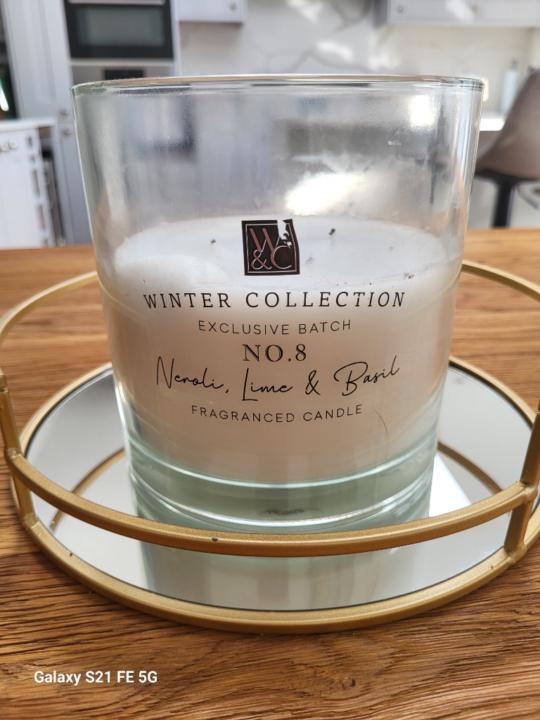 W
&C
WINTER COLLECTION
EXCLUSIVE BATCH
NO.8
Neroli, Lime & Basil
FRAGRANCED CANDLE
Galaxy S21 FE 5G